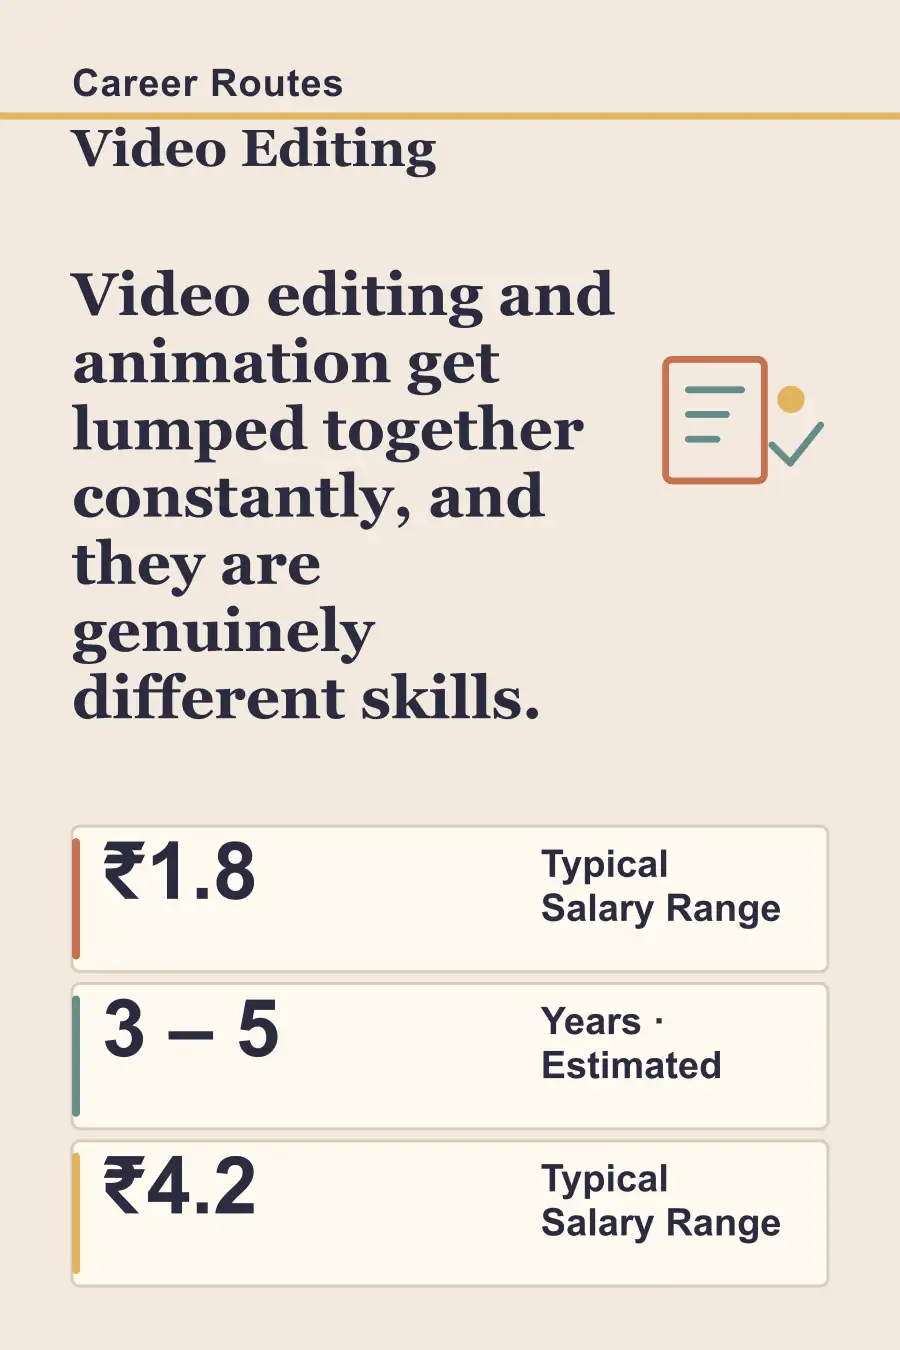 Career Routes
Video Editing
Video editing and
animation get
lumped together
constantly, and
they are
genuinely
different skills.
₹1.8
Typical
Salary Range
3 – 5
Years ·
Estimated
₹4.2
Typical
Salary Range